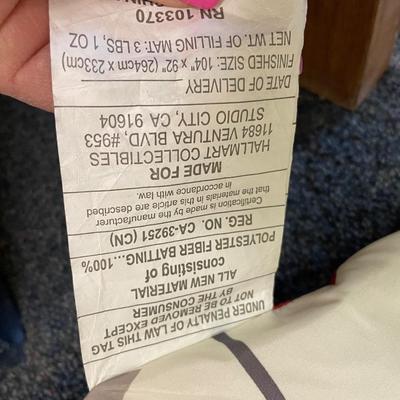 UNDER PENALTY OF LAW THIS TAG
NOT TO BE REMOVED EXCEPT
BY THE CONSUMER
ALL NEW MATERIAL
consisting of
POLYESTER FIBER BATTING...100%
REG. NO. CA-39251 (CN)
Certification is made by the manufacturer
that the materials in this article are described
in accordance with law.
MADE FOR
HALLMART COLLECTIBLES
11684 VENTURA BLVD, #953
STUDIO CITY, CA 91604
DATE OF DELIVERY
FINISHED SIZE: 104" x 92" (264cm x 233cm)
NET WT. OF FILLING MAT: 3 LBS, 1 OZ
RN 103370